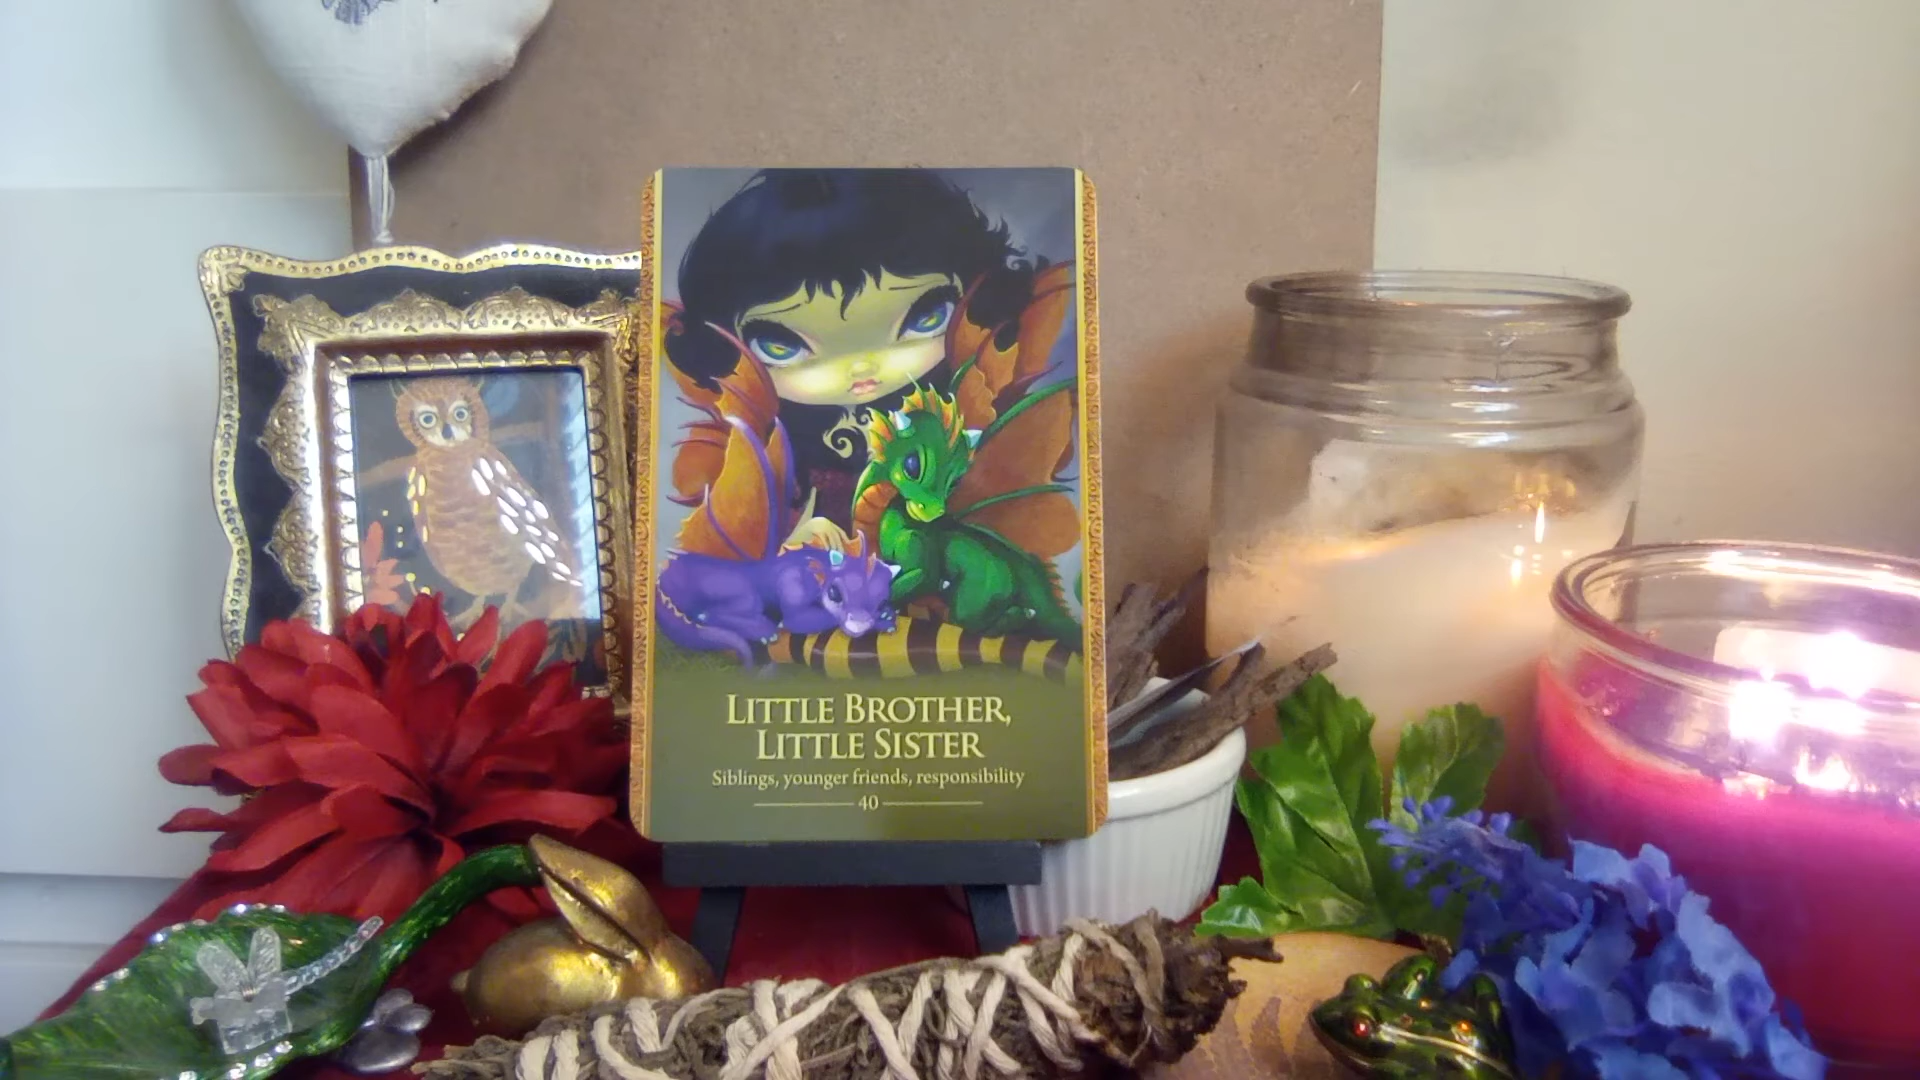 LITTLE BROTHER,
LITTLE SISTER
Siblings, younger friends, responsibility
40